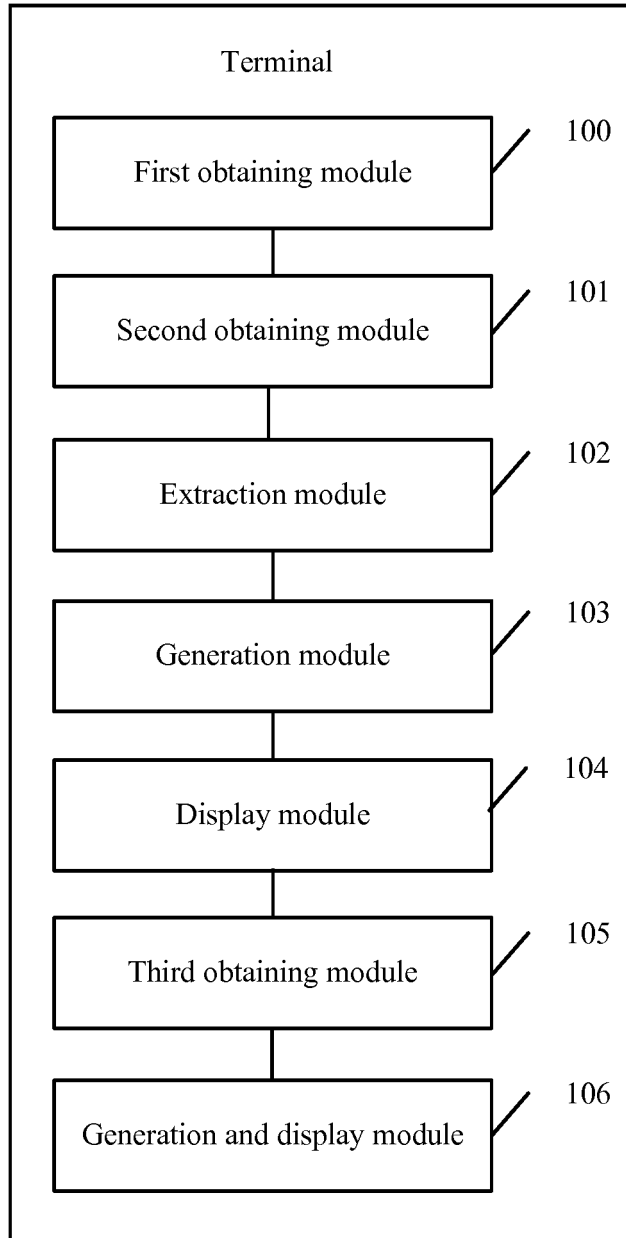 Terminal
100
First obtaining module
101
Second obtaining module
102
Extraction module
103
Generation module
104
Display module
105
Third obtaining module
106
Generation and display module